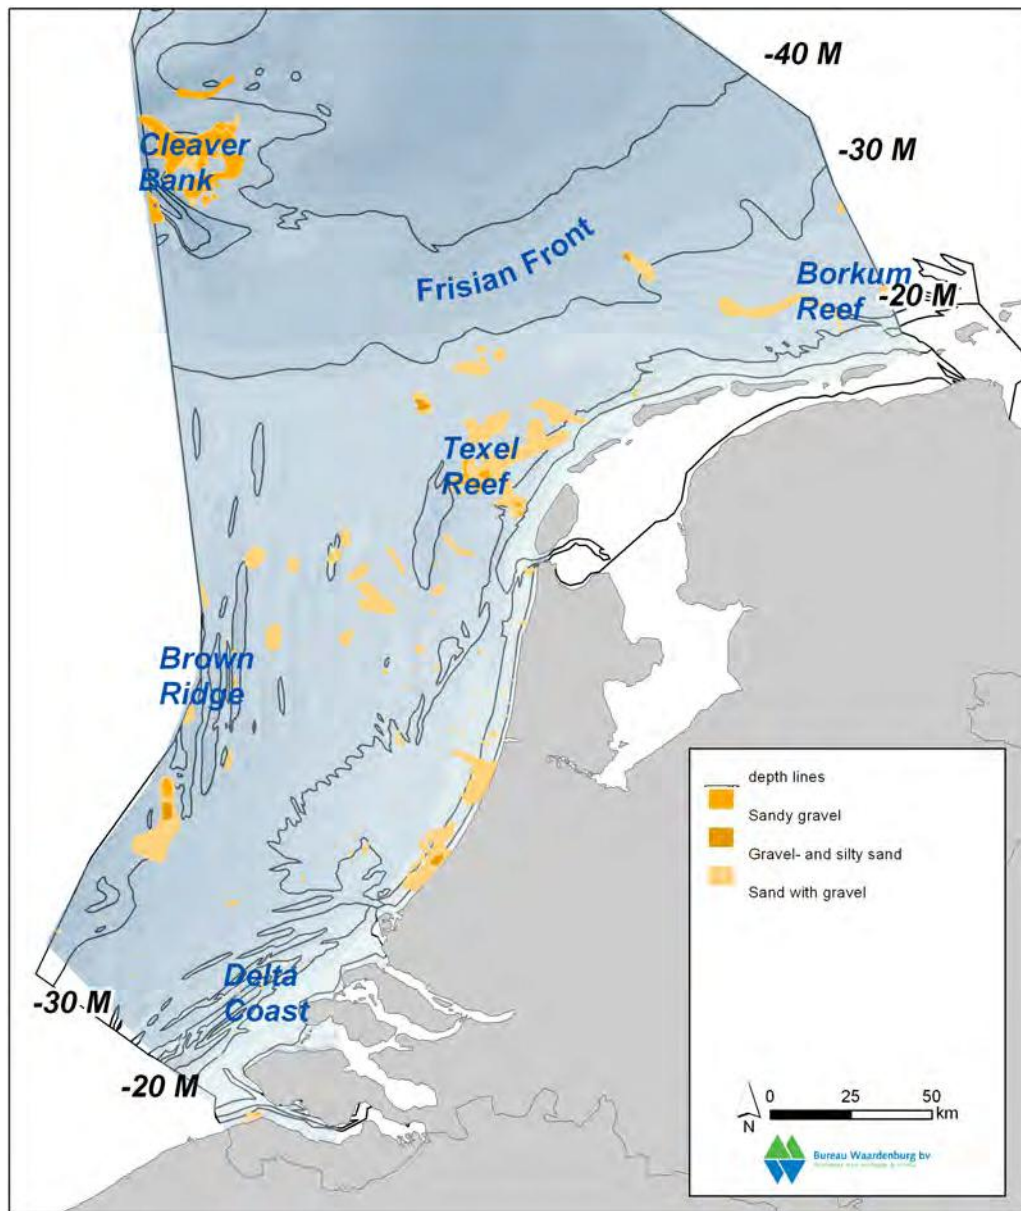 -40 M
-30 M
Cleaver
Bank
Frisian Front
Borkum
Reef
-20 M
Texel
Reef
Brown
Ridge
Delta
Coast
-30 M
-20 M
depth lines
Sandy gravel
Gravel- and silty sand
Sand with gravel
0 25 50
km
N
Bureau Waardenburg bv